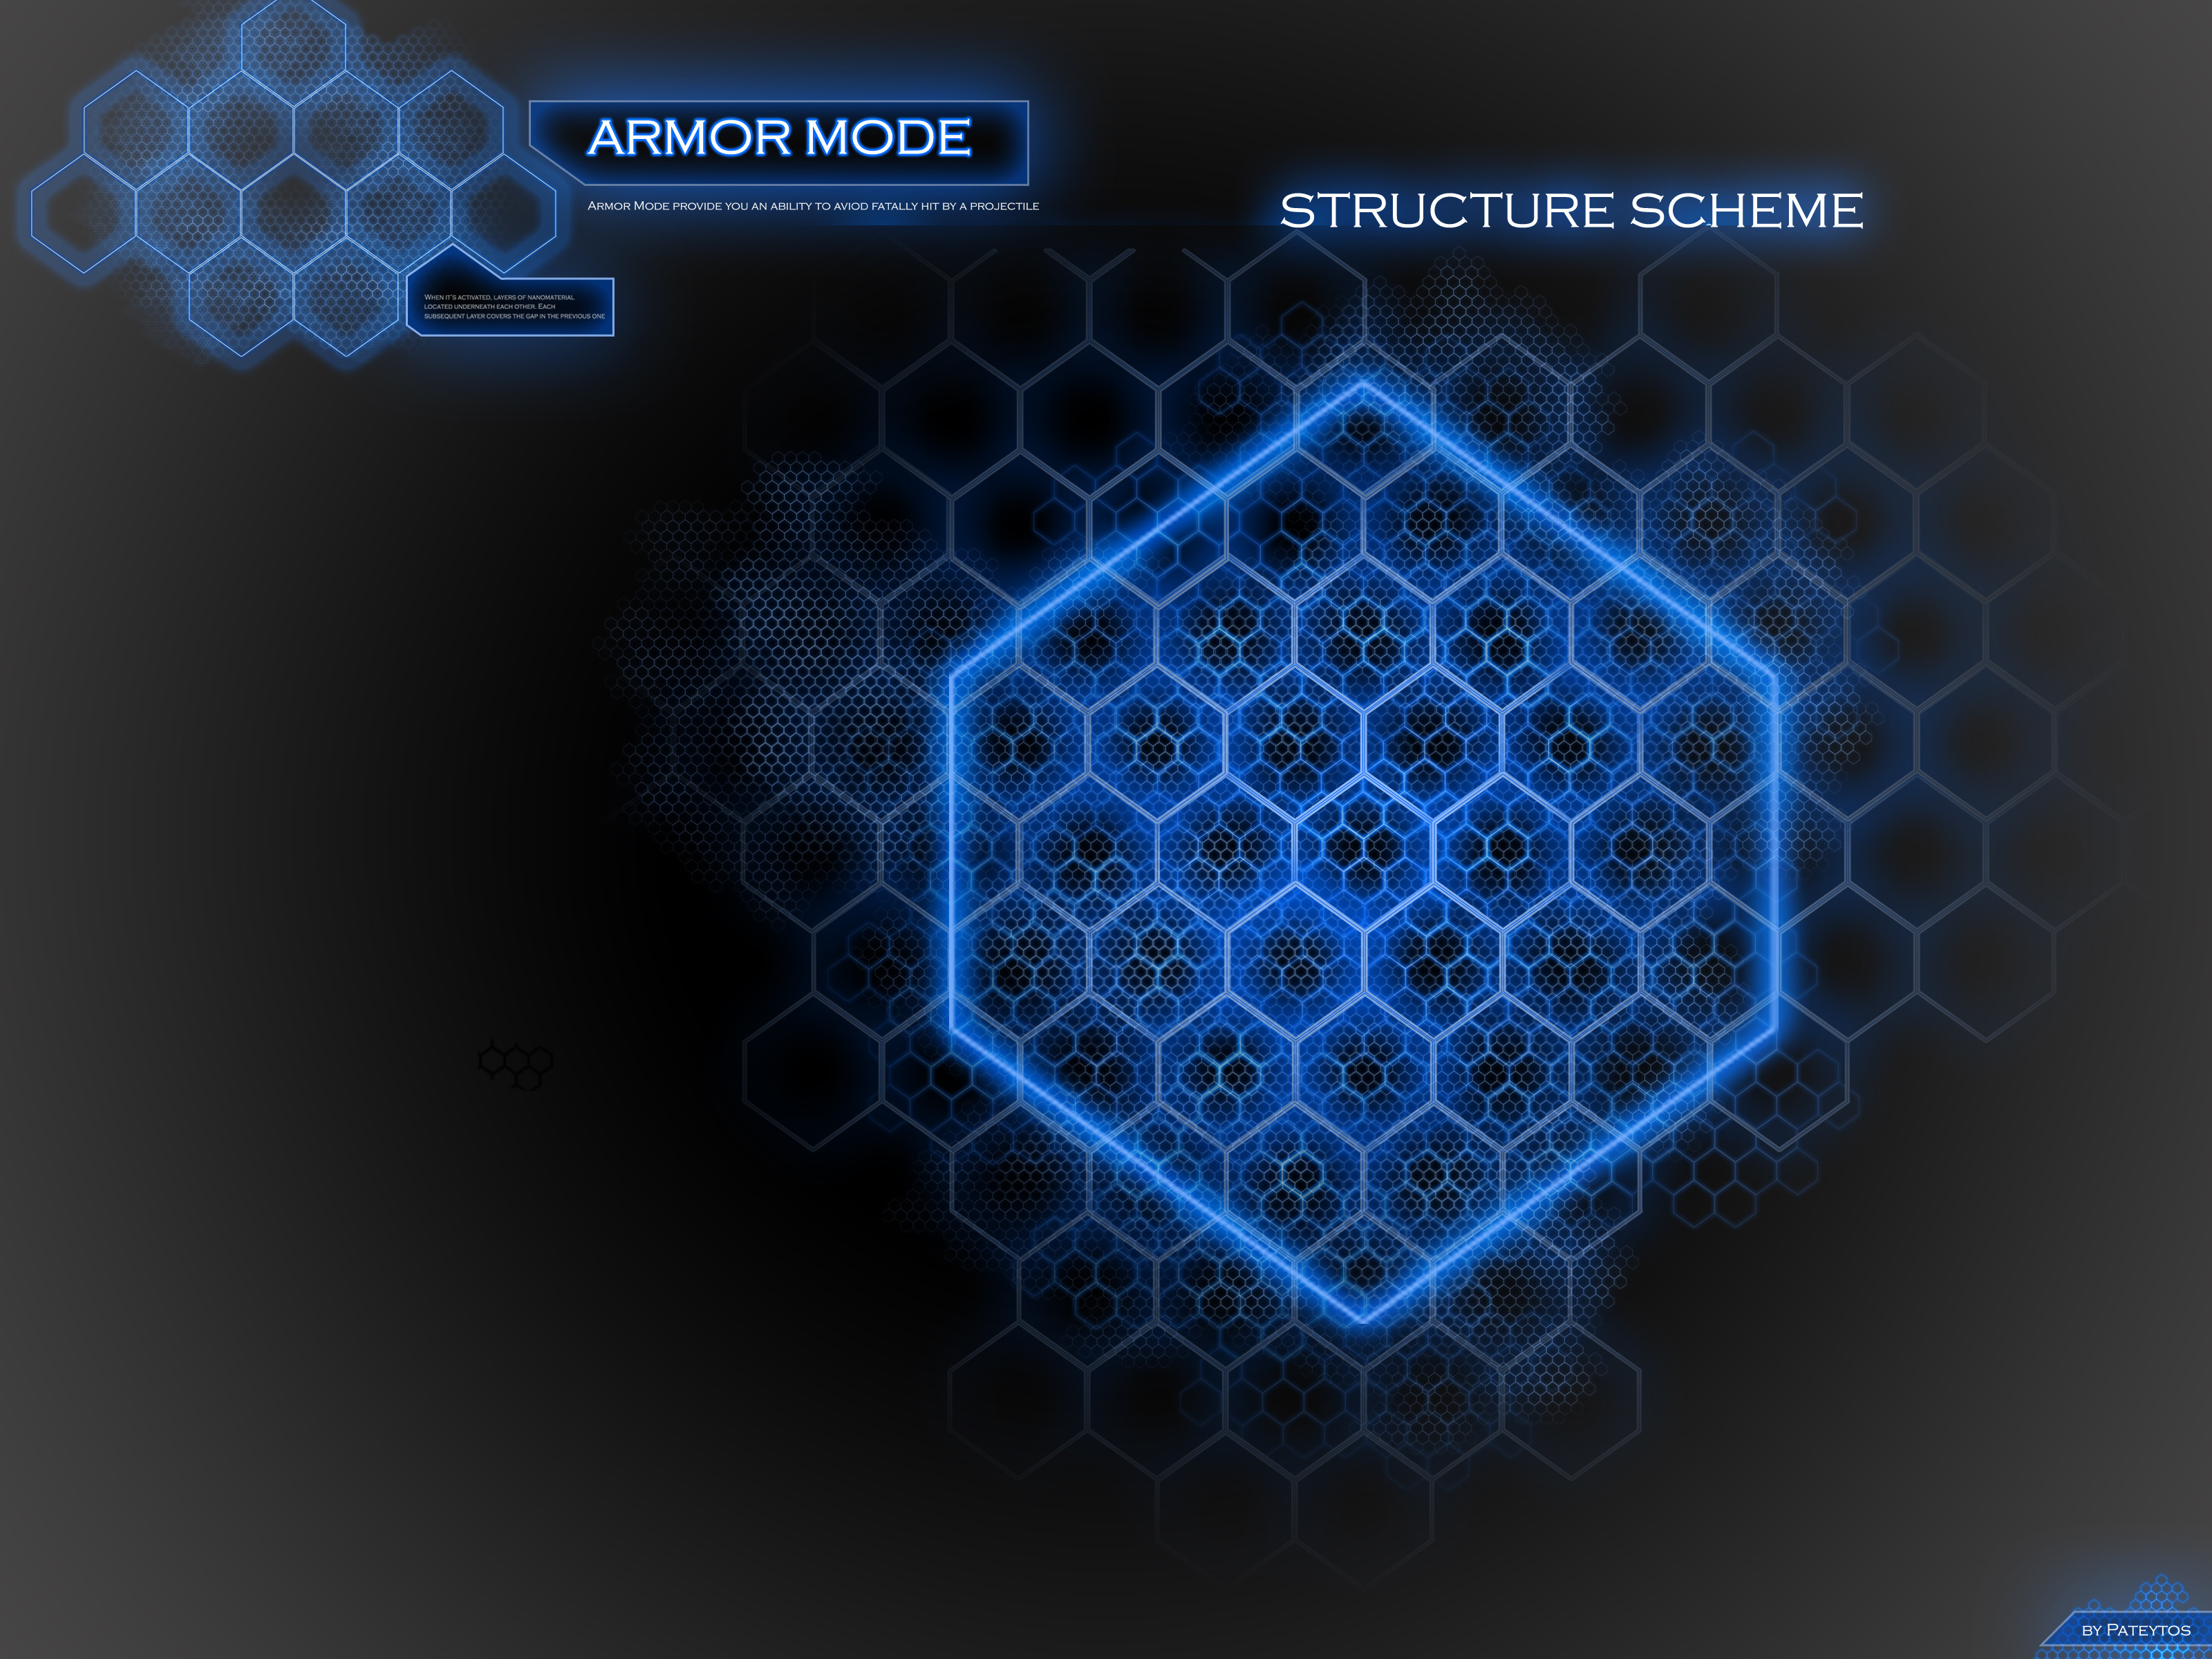 ARMOR MODE
Armor Mode provide you an ability to aviod fatally hit by a projectile
STRUCTURE SCHEME
When it's activated, layers of nanomaterial
located underneath each other. Each
subsequent layer covers the gap in the previous one
by Pateytos